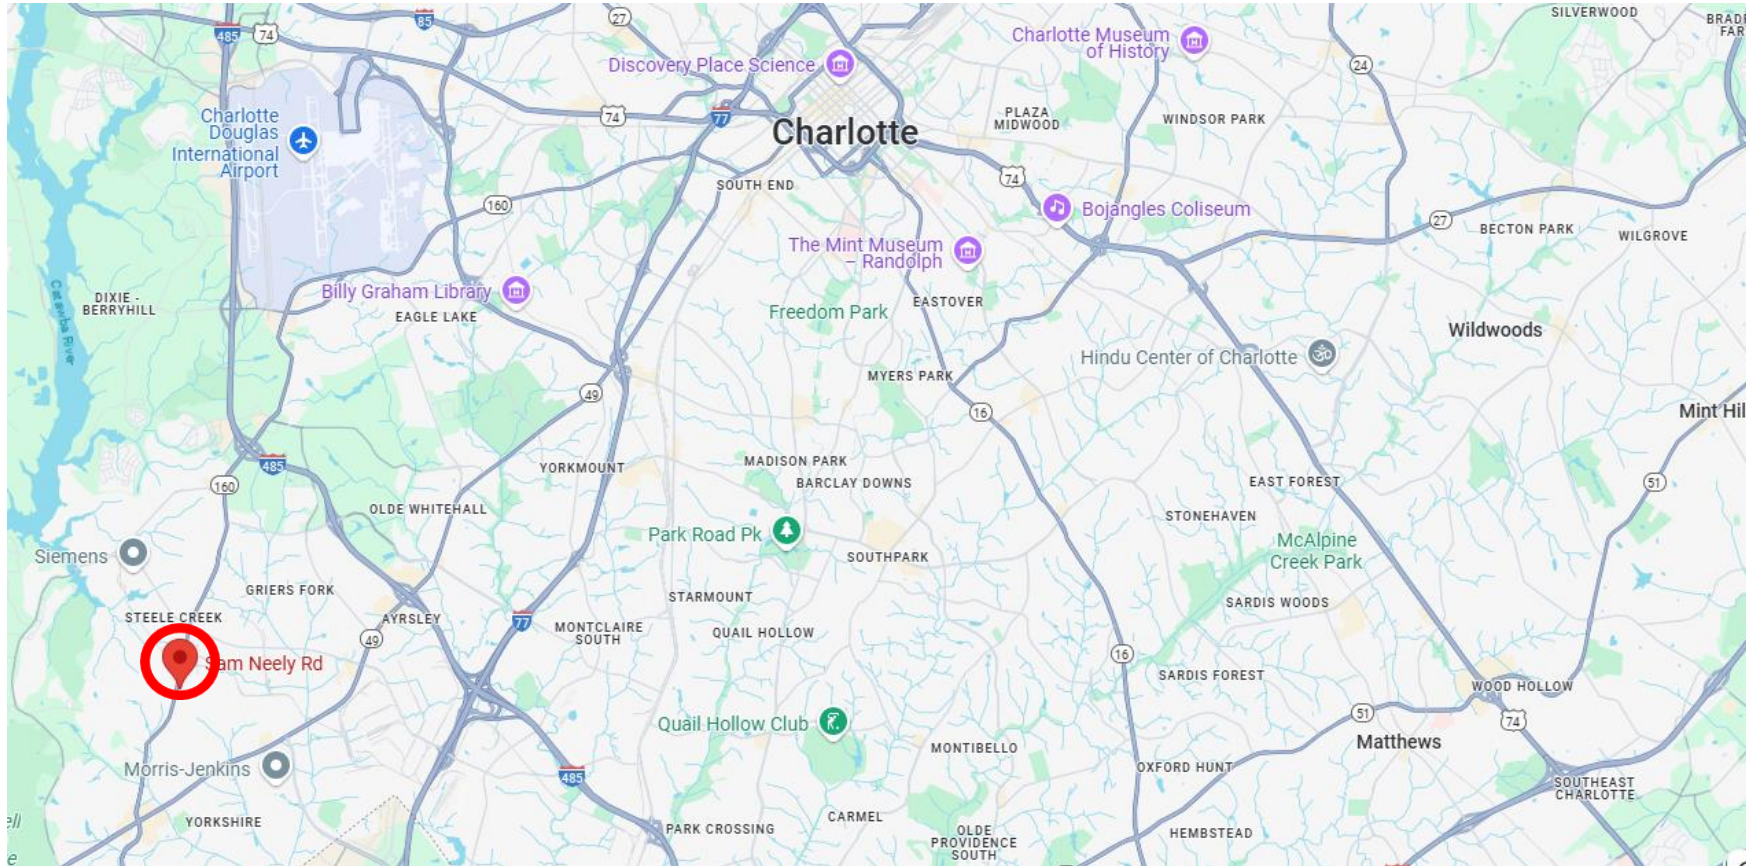 SILVERWOOD
BRAD
FAR
85
27
485
74
Charlotte Museum
of History
24
Discovery Place Science
Charlotte
Douglas
International
Airport
74
77
Charlotte
PLAZA
MIDWOOD
WINDSOR PARK
74
SOUTH END
160
Bojangles Coliseum
27
BECTON PARK
WILGROVE
The Mint Museum
– Randolph
Catawba River
DIXIE -
BERRYHILL
Billy Graham Library
EAGLE LAKE
Freedom Park
EASTOVER
Wildwoods
Hindu Center of Charlotte
MYERS PARK
49
16
Mint Hil
485
YORKMOUNT
MADISON PARK
BARCLAY DOWNS
160
EAST FOREST
51
OLDE WHITEHALL
STONEHAVEN
Siemens
Park Road Pk
SOUTHPARK
McAlpine
Creek Park
GRIERS FORK
STARMOUNT
SARDIS WOODS
STEELE CREEK
AYRSLEY
77
MONTCLAIRE
SOUTH
QUAIL HOLLOW
49
16
Sam Neely Rd
SARDIS FOREST
WOOD HOLLOW
51
74
Quail Hollow Club
MONTIBELLO
Matthews
Morris-Jenkins
485
OXFORD HUNT
SOUTHEAST
CHARLOTTE
YORKSHIRE
PARK CROSSING
CARMEL
OLDE
PROVIDENCE
SOUTH
HEMBSTEAD
ell
e